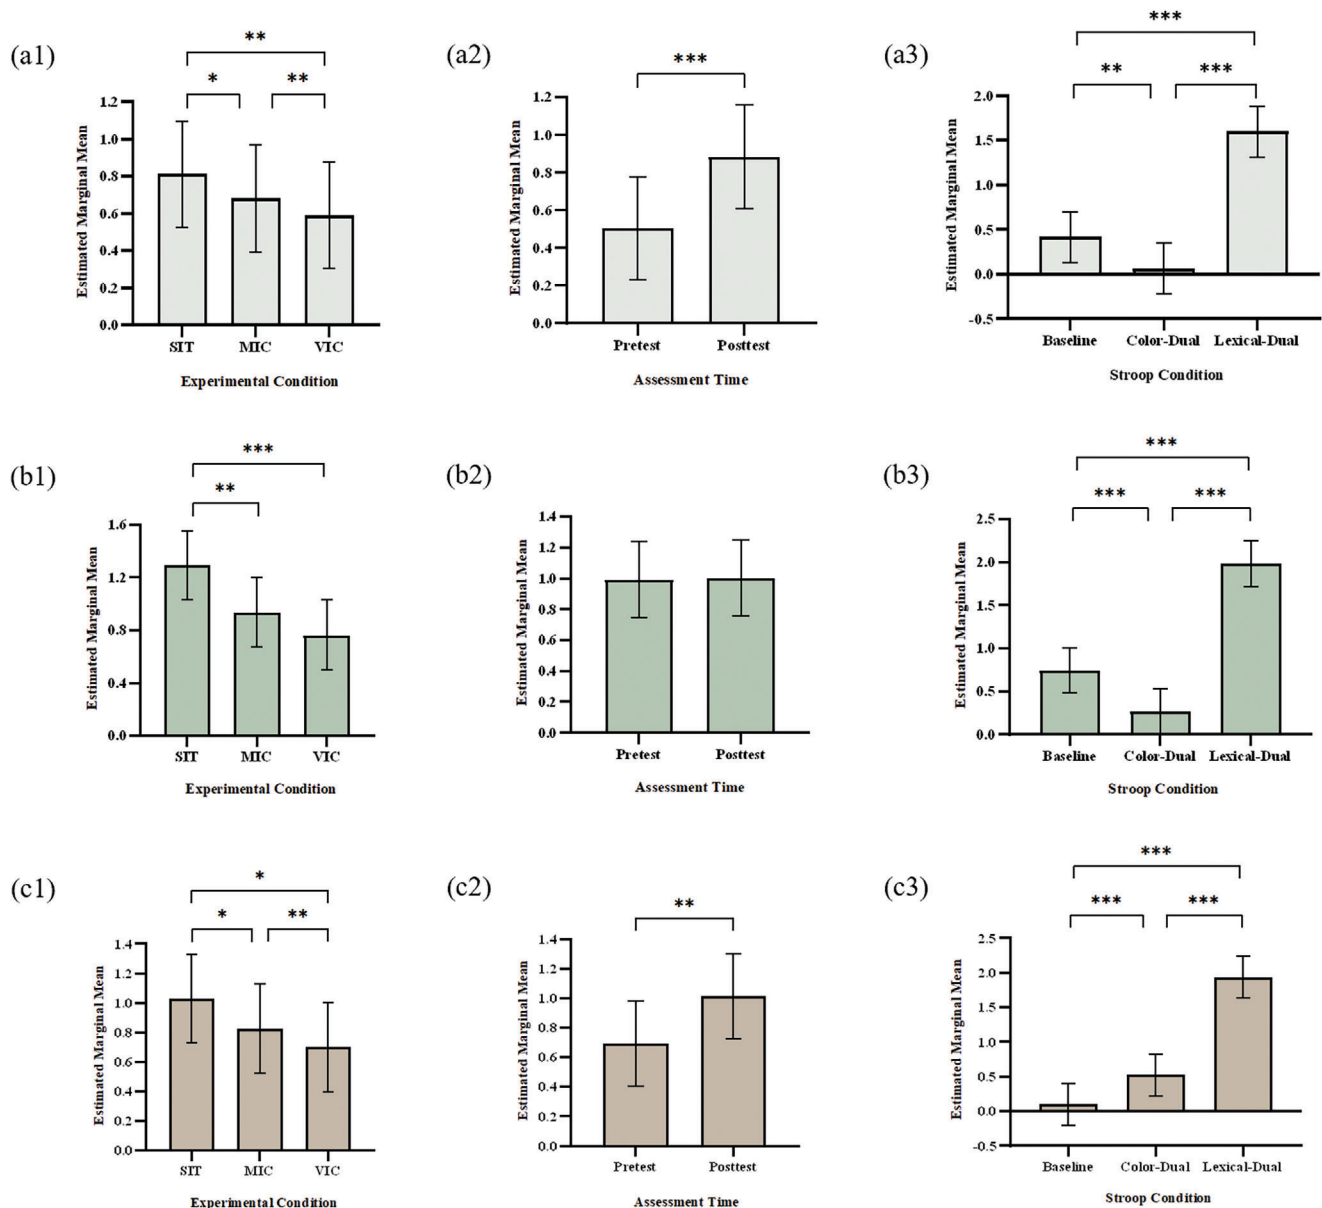 (a1)
**
*
**
Estimated Marginal Mean
1.2
1.0
0.8
0.6
0.4
0.2
0.0
SIT MIC VIC
Experimental Condition
(a2)
***
Estimated Marginal Mean
1.2
1.0
0.8
0.6
0.4
0.2
0.0
Pretest Posttest
Assessment Time
(a3)
***
**
***
Estimated Marginal Mean
2.0
1.5
1.0
0.5
0.0
-0.5
Baseline Color-Dual Lexical-Dual
Stroop Condition
(b1)
***
**
Estimated Marginal Mean
1.6
1.2
0.8
0.4
0.0
SIT MIC VIC
Experimental Condition
(b2)
Estimated Marginal Mean
1.4
1.2
1.0
0.8
0.6
0.4
0.2
0.0
Pretest Posttest
Assessment Time
(b3)
***
***
***
Estimated Marginal Mean
2.5
2.0
1.5
1.0
0.5
0.0
Baseline Color-Dual Lexical-Dual
Stroop Condition
(c1)
*
*
**
Estimated Marginal Mean
1.4
1.2
1.0
0.8
0.6
0.4
0.2
0.0
SIT MIC VIC
Experimental Condition
(c2)
**
Estimated Marginal Mean
1.4
1.2
1.0
0.8
0.6
0.4
0.2
0.0
Pretest Posttest
Assessment Time
(c3)
***
***
***
Estimated Marginal Mean
2.5
2.0
1.5
1.0
0.5
0.0
-0.5
Baseline Color-Dual Lexical-Dual
Stroop Condition